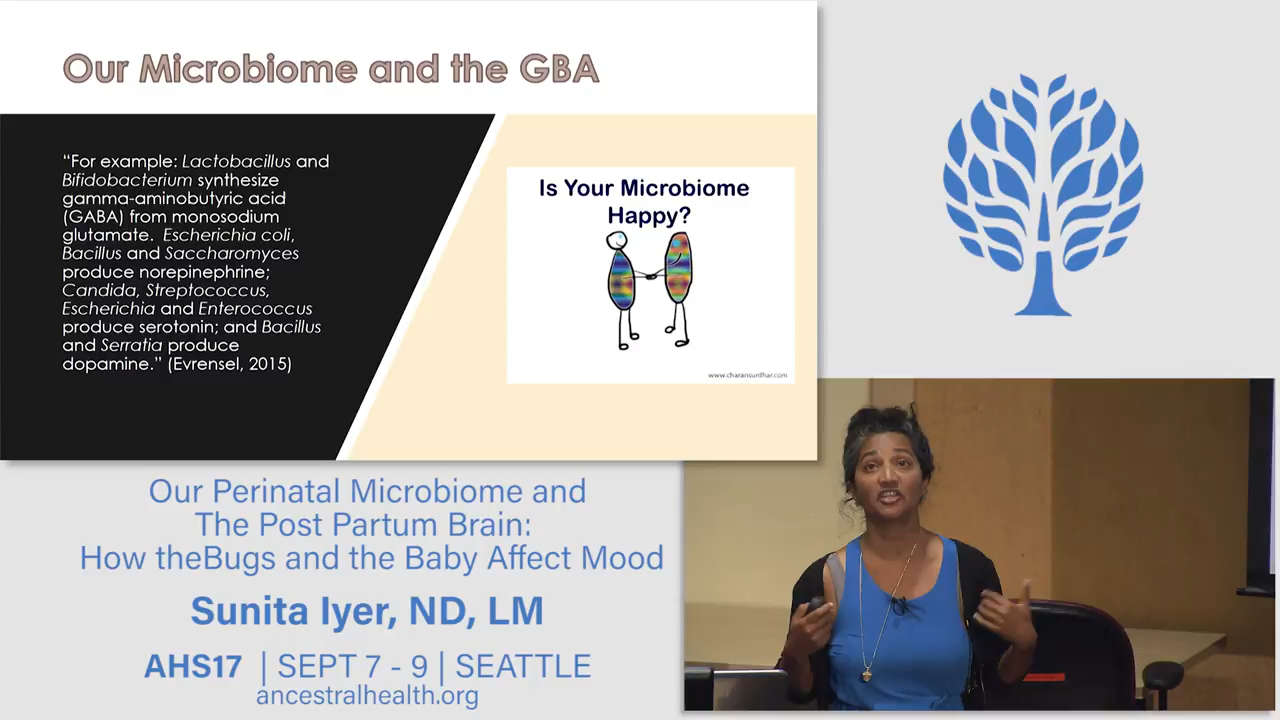 Our Microbiome and the GBA
“For example: Lactobacillus and
Bifidobacterium synthesize
gamma-aminobutyric acid
(GABA) from monosodium
glutamate.  Escherichia coli,
Bacillus and Saccharomyces
produce norepinephrine;
Candida, Streptococcus,
Escherichia and Enterococcus
produce serotonin; and Bacillus
and Serratia produce
dopamine.” (Evrensel, 2015)
Is Your Microbiome
Happy?
www.charansurdhar.com
Our Perinatal Microbiome and
The Post Partum Brain:
How theBugs and the Baby Affect Mood
Sunita Iyer, ND, LM
AHS17 | SEPT 7 - 9 | SEATTLE
ancestralhealth.org